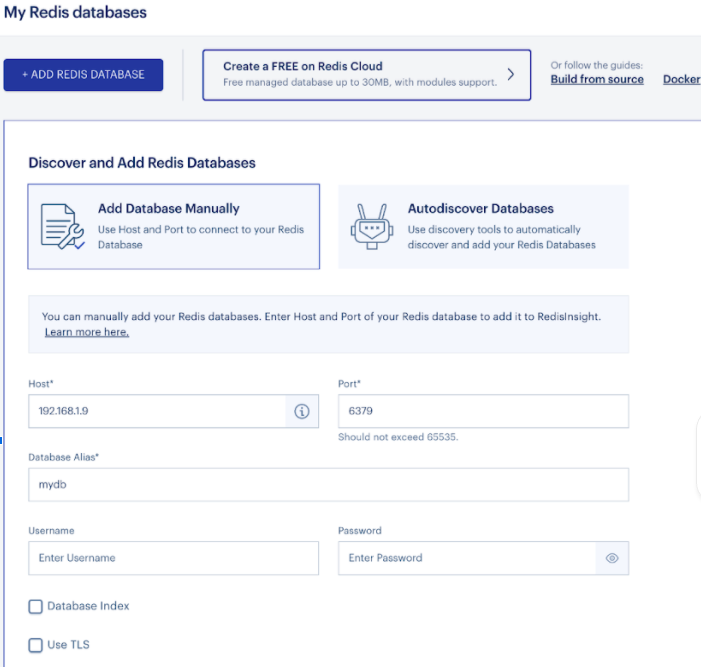 My Redis databases
+ ADD REDIS DATABASE
Create a FREE on Redis Cloud
Free managed database up to 30MB, with modules support.
Or follow the guides:
Build from source
Docker
Discover and Add Redis Databases
Add Database Manually
Use Host and Port to connect to your Redis
Database
Autodiscover Databases
Use discovery tools to automatically
discover and add your Redis Databases
You can manually add your Redis databases. Enter Host and Port of your Redis database to add it to RedisInsight.
Learn more here.
Host*
Port*
192.168.1.9
6379
Should not exceed 65535.
Database Alias*
mydb
Username
Password
Enter Username
Enter Password
Database Index
Use TLS